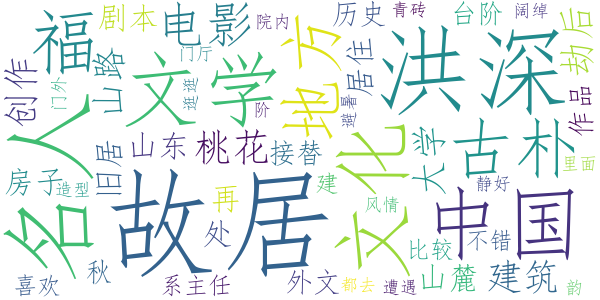 福
剧本
电影
院内
历史
青砖
台阶
阔绰
劫后
创作
山路
门厅
门外
文学
逛逛
阶
地方
居住
避暑
洪深
作品
名人
旧居
山东
桃花
接替
文化
大学
古朴
里面
房子
造型
故居
再
处
建
风情
中国
静好
比较
不错
喜欢
秋
系主任
外文
都去
遭遇
山麓
建筑
韵